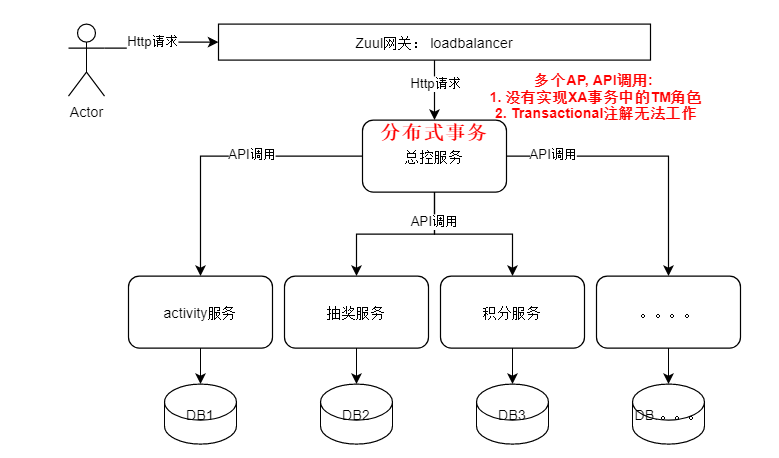 Zuul网关：loadbalancer
Http请求
Actor
Http请求
多个AP, API调用:
1. 没有实现XA事务中的TM角色
2. Transactional注解无法工作
分布式事务
总控服务
API调用
API调用
API调用
activity服务
抽奖服务
积分服务
。。。。
DB1
DB2
DB3
DB 。。。